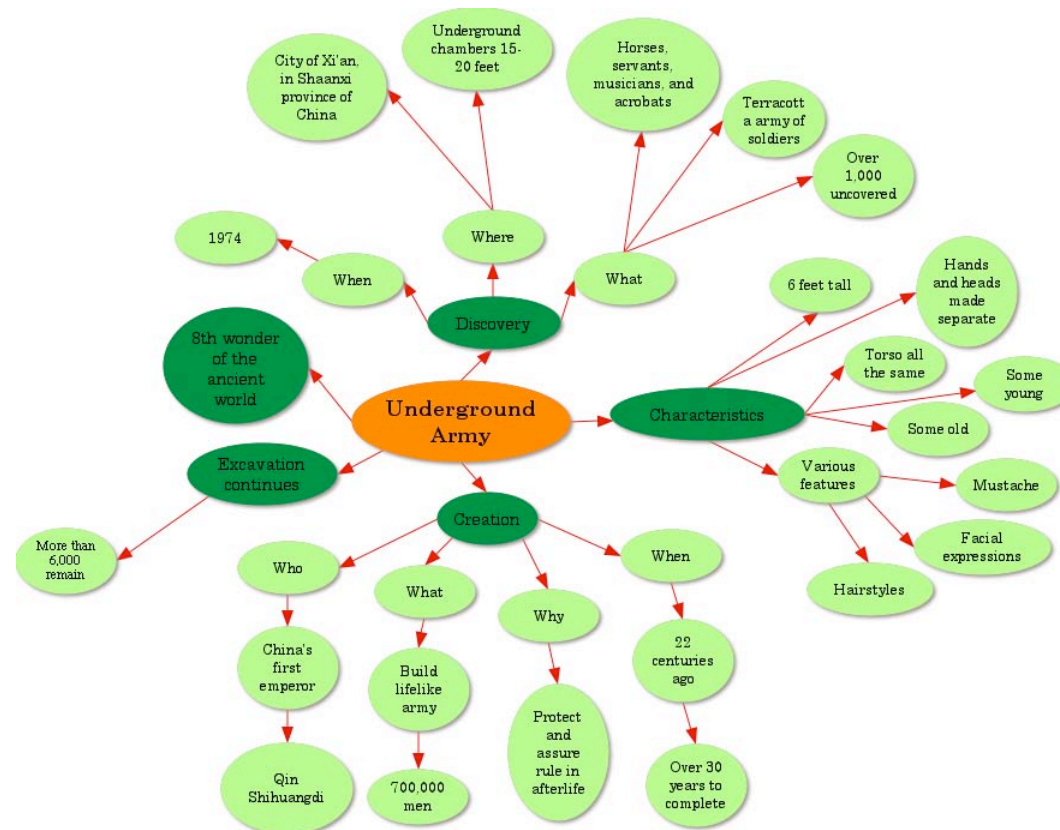 Underground
chambers 15-
20 feet
City of Xi'an,
in Shaanxi
province of
China
Horses,
servants,
musicians, and
acrobats
Terracott
a army of
soldiers
Over
1,000
uncovered
1974
When
Where
What
Discovery
6 feet tall
Hands
and heads
made
separate
8th wonder
of the
ancient
world
Underground
Army
Characteristics
Torso all
the same
Some
young
Some old
Various
features
Mustache
Facial
expressions
Hairstyles
Excavation
continues
More than
6,000
remain
Creation
Who
What
Why
When
China's
first
emperor
Build
lifelike
army
Protect
and
assure
rule in
afterlife
22
centuries
ago
Qin
Shihuangdi
700,000
men
Over 30
years to
complete